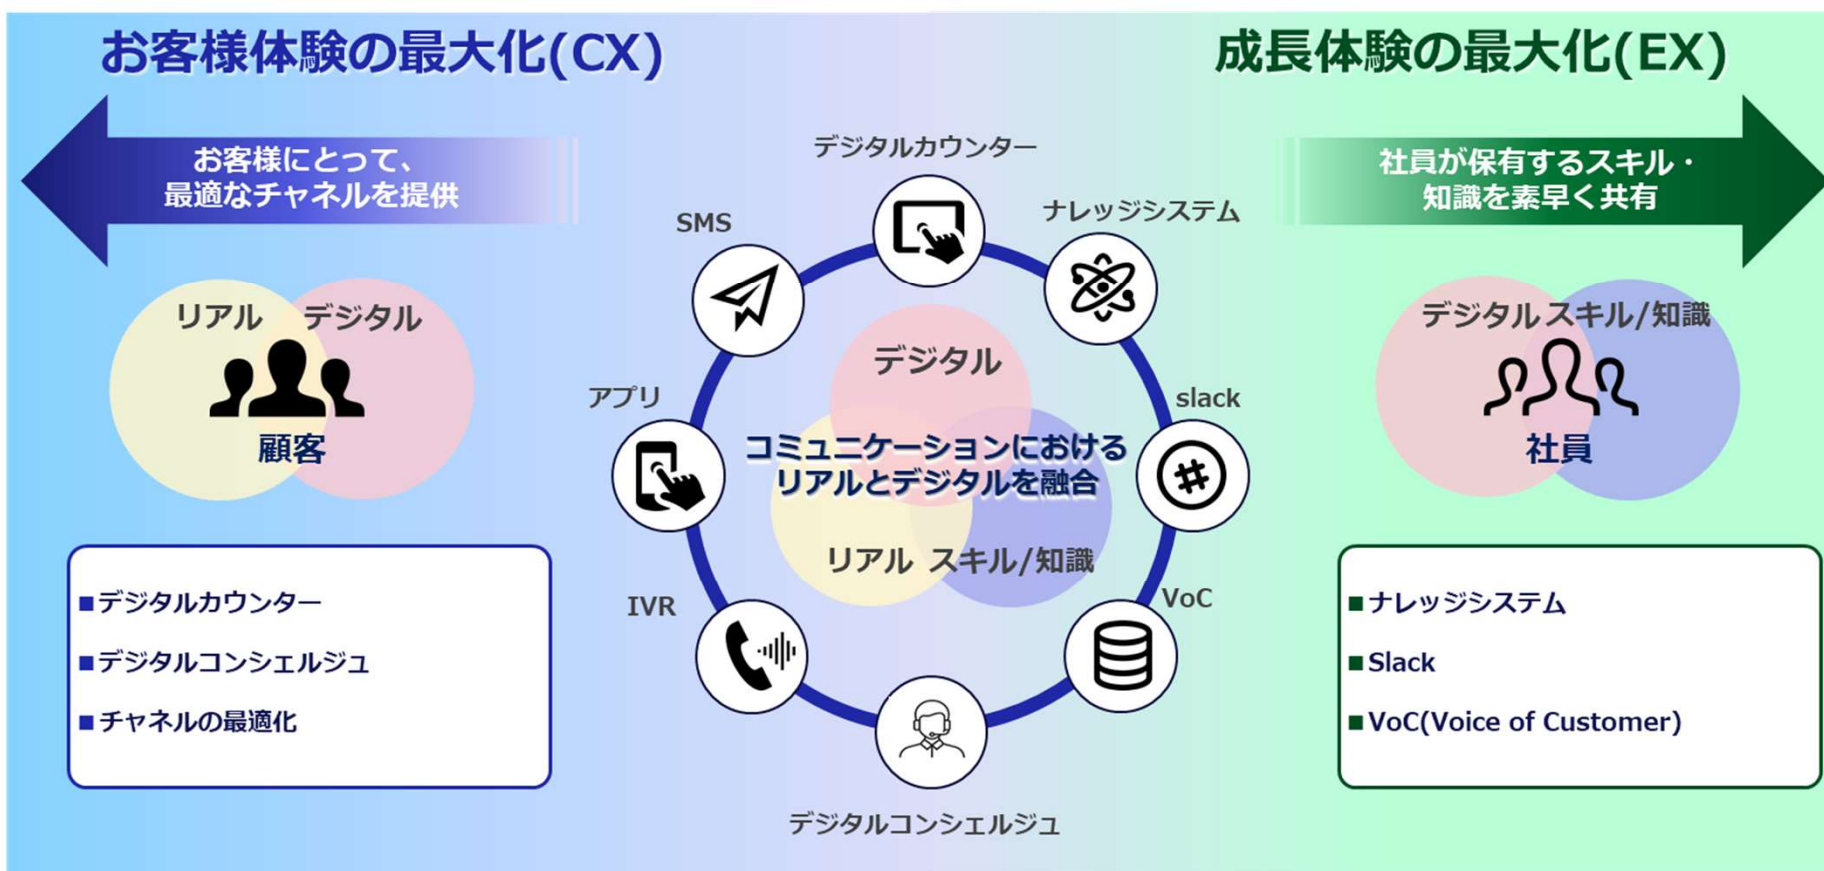 お客様体験の最大化(CX)
成長体験の最大化(EX)
お客様にとって、
最適なチャネルを提供
社員が保有するスキル・
知識を素早く共有
リアル
デジタル
顧客
デジタルカウンター
SMS
ナレッジシステム
アプリ
slack
デジタル
コミュニケーションにおける
リアルとデジタルを融合
リアル
スキル/知識
IVR
VoC
デジタルコンシェルジュ
デジタル
スキル/知識
社員
■デジタルカウンター
■デジタルコンシェルジュ
■チャネルの最適化
■ナレッジシステム
■Slack
■VoC(Voice of Customer)